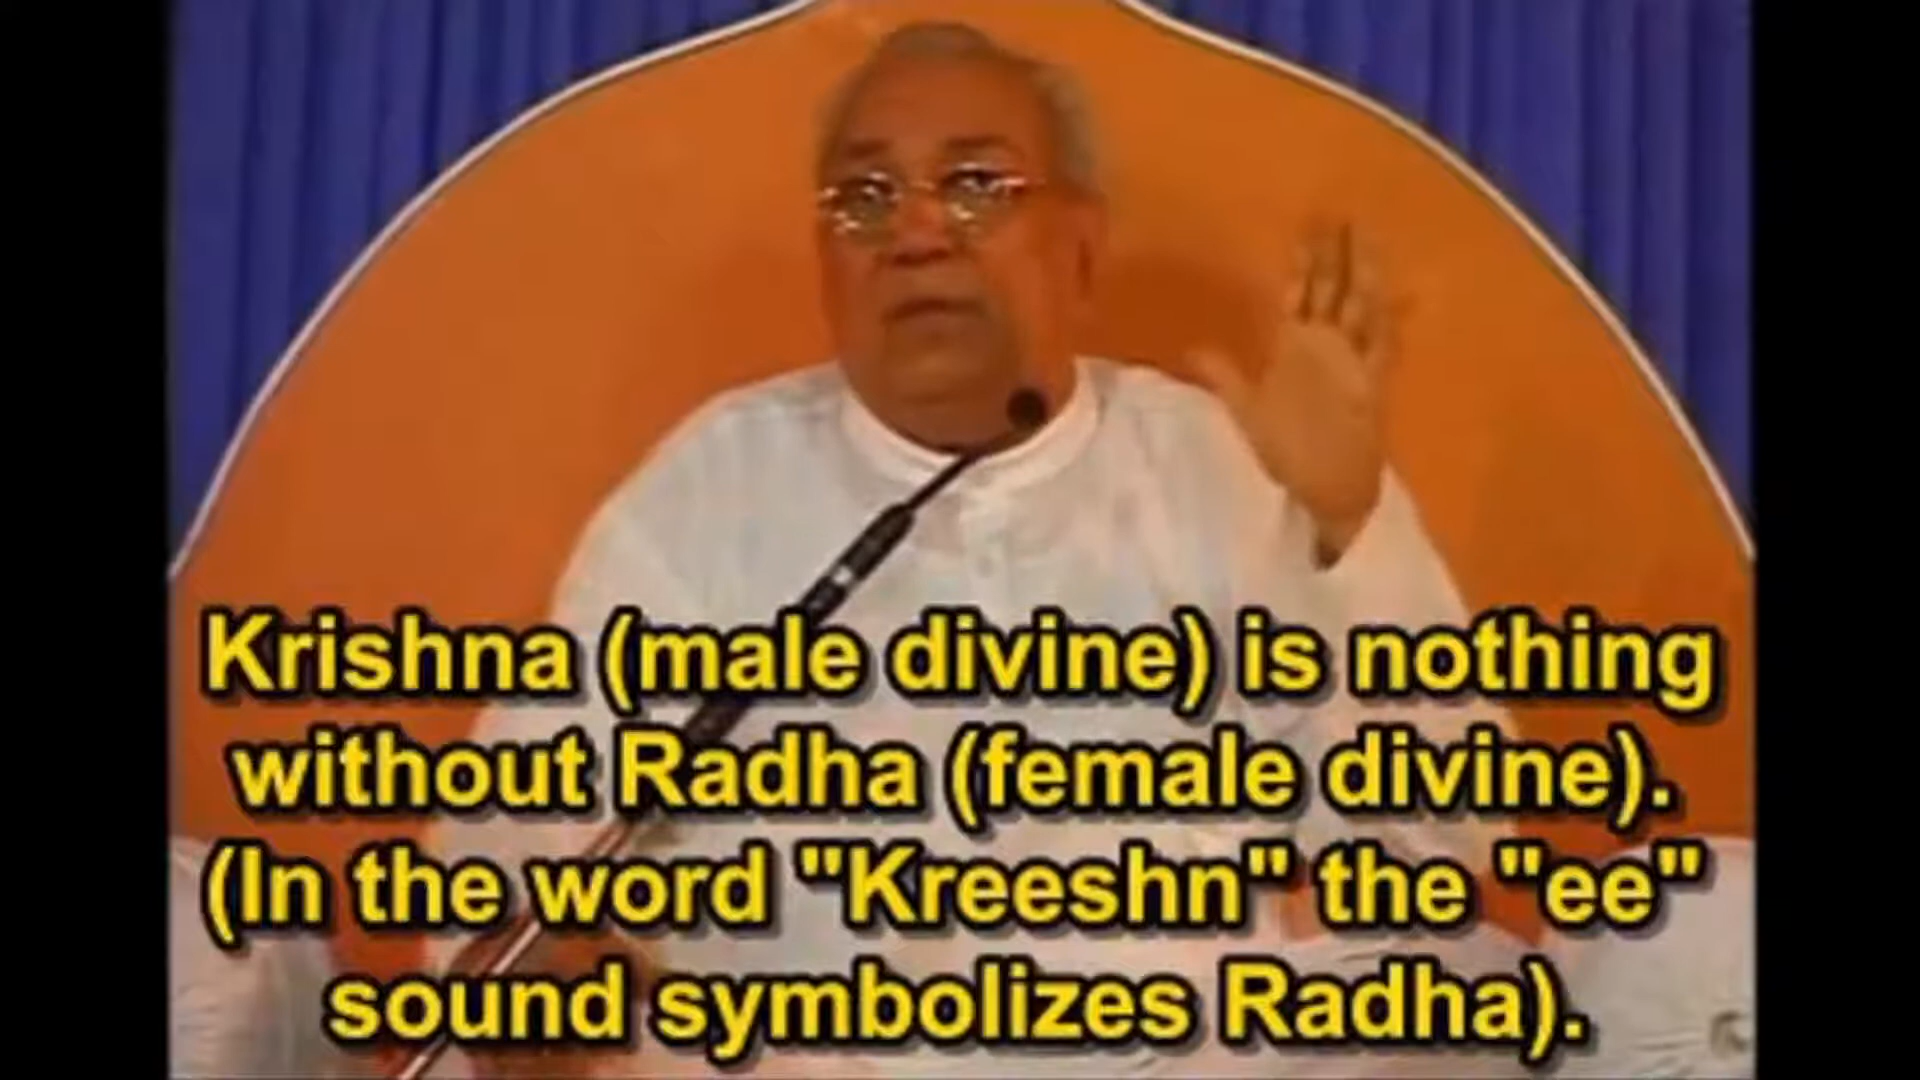 Krishna (male divine) is nothing
without Radha (female divine).
(In the word "Kreeshn" the "ee"
sound symbolizes Radha).